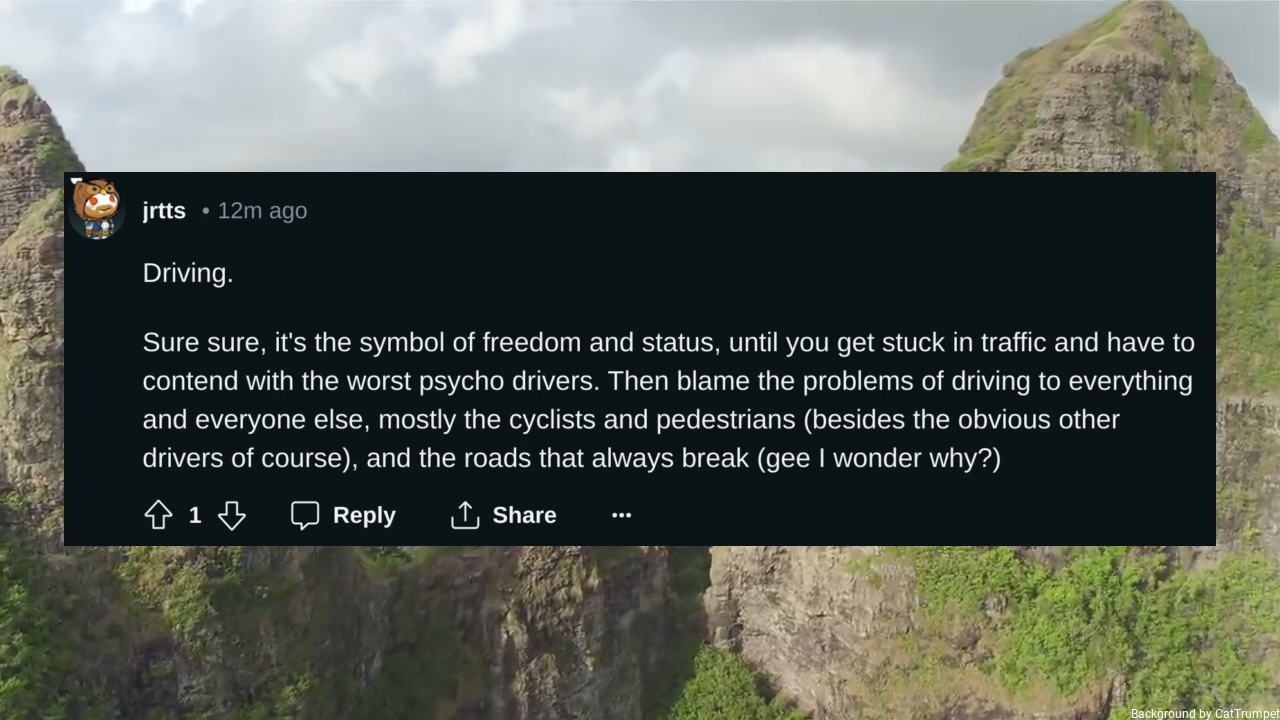 jrtts • 12m ago
Driving.
Sure sure, it's the symbol of freedom and status, until you get stuck in traffic and have to
contend with the worst psycho drivers. Then blame the problems of driving to everything
and everyone else, mostly the cyclists and pedestrians (besides the obvious other
drivers of course), and the roads that always break (gee I wonder why?)
1 Reply Share
Background by CatTrumpet